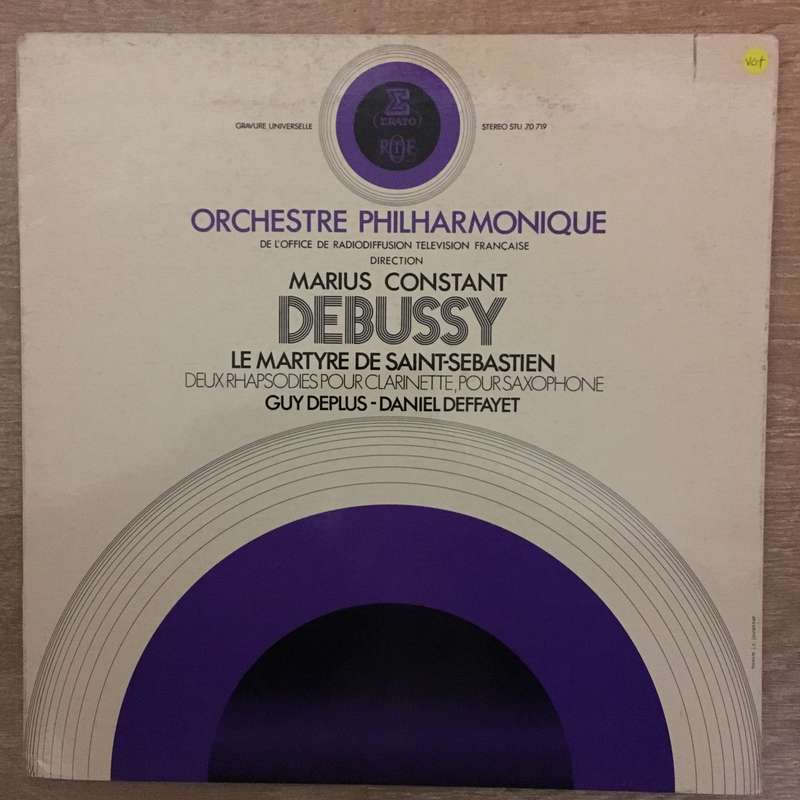 VG+
Σ
ERATO
ORTF
GRAVURE UNIVERSELLE
STEREO STU 70 719
ORCHESTRE PHILHARMONIQUE
DE L'OFFICE DE RADIODIFFUSION TELEVISION FRANÇAISE
DIRECTION
MARIUS CONSTANT
DEBUSSY
LE MARTYRE DE SAINT-SEBASTIEN
DEUX RHAPSODIES POUR CLARINETTE, POUR SAXOPHONE
GUY DEPLUS - DANIEL DEFFAYET